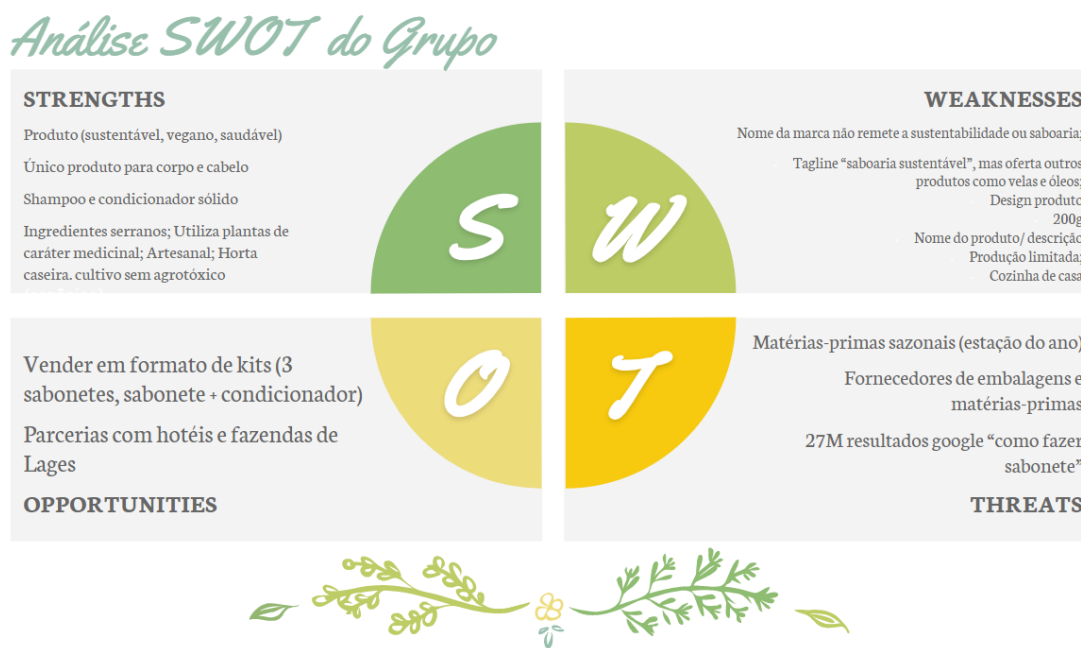 Análise SWOT do Grupo
STRENGTHS
Produto (sustentável, vegano, saudável)
Único produto para corpo e cabelo
Shampoo e condicionador sólido
Ingredientes serranos; Utiliza plantas de
caráter medicinal; Artesanal; Horta
caseira. cultivo sem agrotóxico
S
WEAKNESSES
Nome da marca não remete a sustentabilidade ou saboaria;
Tagline “saboaria sustentável”, mas oferta outros
produtos como velas e óleos;
Design produto
200g
Nome do produto/ descrição
Produção limitada;
Cozinha de casa
W
Vender em formato de kits (3
sabonetes, sabonete + condicionador)
Parcerias com hotéis e fazendas de
Lages
OPPORTUNITIES
O
Matérias-primas sazonais (estação do ano)
Fornecedores de embalagens e
matérias-primas
27M resultados google “como fazer
sabonete”
THREATS
T